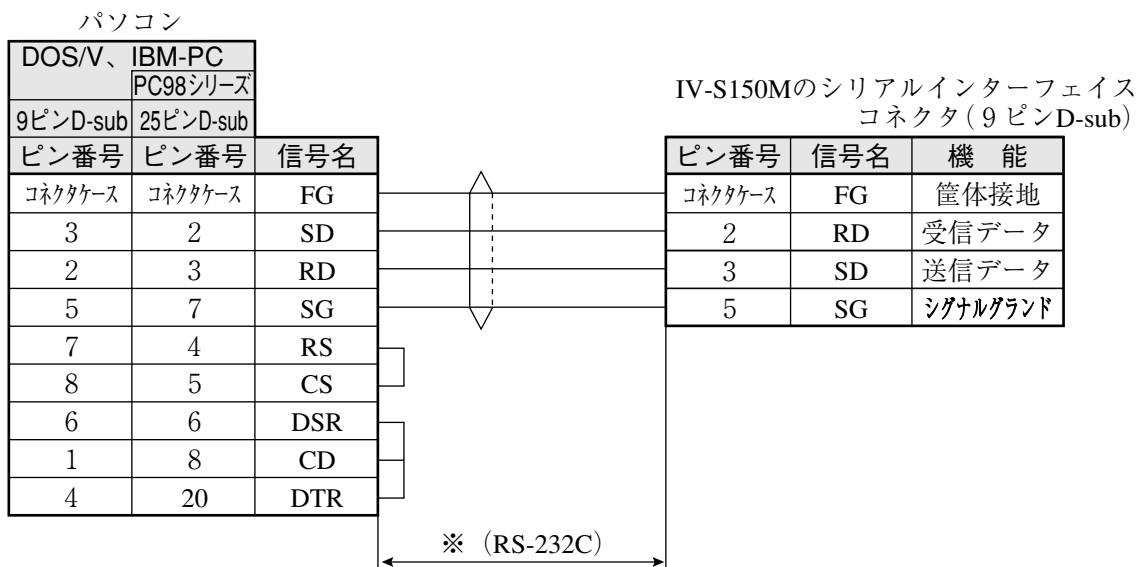 パソコン
DOS/V、IBM-PC
PC98シリーズ
9ピンD-sub 25ピンD-sub
ピン番号 ピン番号 信号名
コネクタケース コネクタケース FG
3 2 SD
2 3 RD
5 7 SG
7 4 RS
8 5 CS
6 6 DSR
1 8 CD
4 20 DTR
※ (RS-232C)
IV-S150Mのシリアルインターフェイス
コネクタ(9ピンD-sub)
ピン番号 信号名 機 能
コネクタケース FG 筐体接地
2 RD 受信データ
3 SD 送信データ
5 SG シグナルグランド